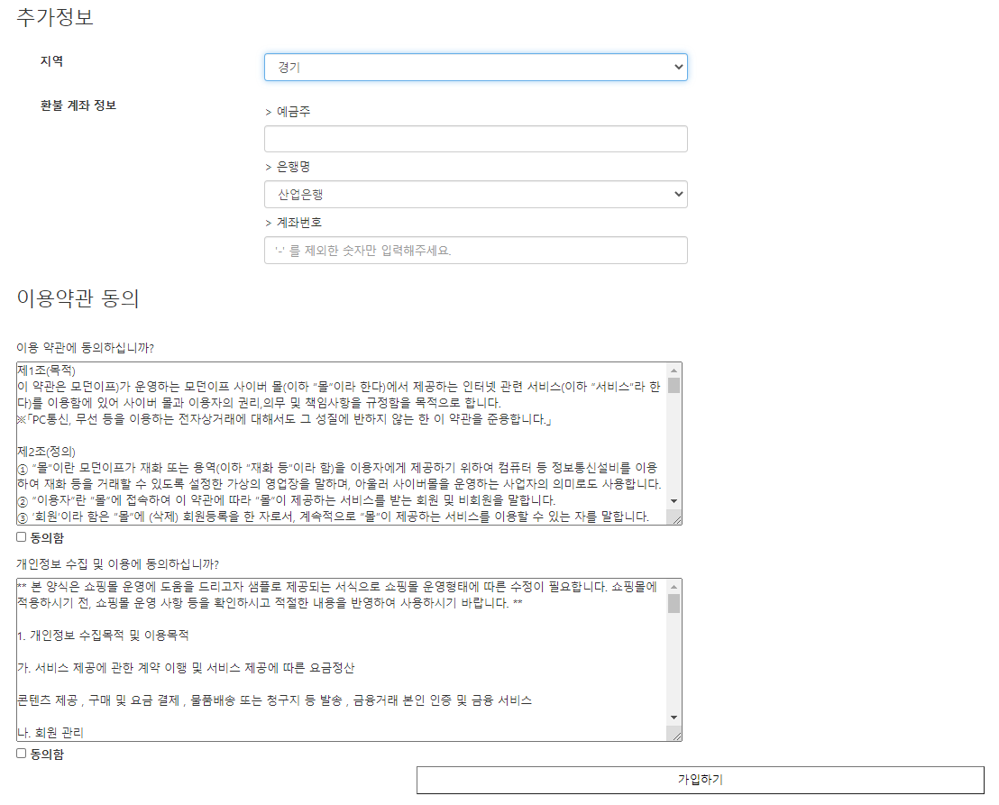 추가정보
지역
경기
환불 계좌 정보
> 예금주
> 은행명
산업은행
> 계좌번호
'-' 를 제외한 숫자만 입력해주세요.
이용약관 동의
이용 약관에 동의하십니까?
제1조(목적)
이 약관은 모던이프)가 운영하는 모던이프 사이버 몰(이하 "몰"이라 한다)에서 제공하는 인터넷 관련 서비스(이하 "서비스"라 한
다)를 이용함에 있어 사이버 몰과 이용자의 권리,의무 및 책임사항을 규정함을 목적으로 합니다.
※「PC통신, 무선 등을 이용하는 전자상거래에 대해서도 그 성질에 반하지 않는 한 이 약관을 준용합니다.」
제2조(정의)
① "몰"이란 모던이프가 재화 또는 용역(이하 "재화 등"이라 함)을 이용자에게 제공하기 위하여 컴퓨터 등 정보통신설비를 이용
하여 재화 등을 거래할 수 있도록 설정한 가상의 영업장을 말하며, 아울러 사이버몰을 운영하는 사업자의 의미로도 사용합니다.
② "이용자"란 "몰"에 접속하여 이 약관에 따라 "몰"이 제공하는 서비스를 받는 회원 및 비회원을 말합니다.
③ '회원'이라 함은 "몰"에 (삭제) 회원등록을 한 자로서, 계속적으로 "몰"이 제공하는 서비스를 이용할 수 있는 자를 말합니다.
동의함
개인정보 수집 및 이용에 동의하십니까?
** 본 양식은 쇼핑몰 운영에 도움을 드리고자 샘플로 제공되는 서식으로 쇼핑몰 운영형태에 따른 수정이 필요합니다. 쇼핑몰에
적용하시기 전, 쇼핑몰 운영 사항 등을 확인하시고 적절한 내용을 반영하여 사용하시기 바랍니다. **
1. 개인정보 수집목적 및 이용목적
가. 서비스 제공에 관한 계약 이행 및 서비스 제공에 따른 요금정산
콘텐츠 제공 , 구매 및 요금 결제 , 물품배송 또는 청구지 등 발송 , 금융거래 본인 인증 및 금융 서비스
나. 회원 관리
동의함
가입하기